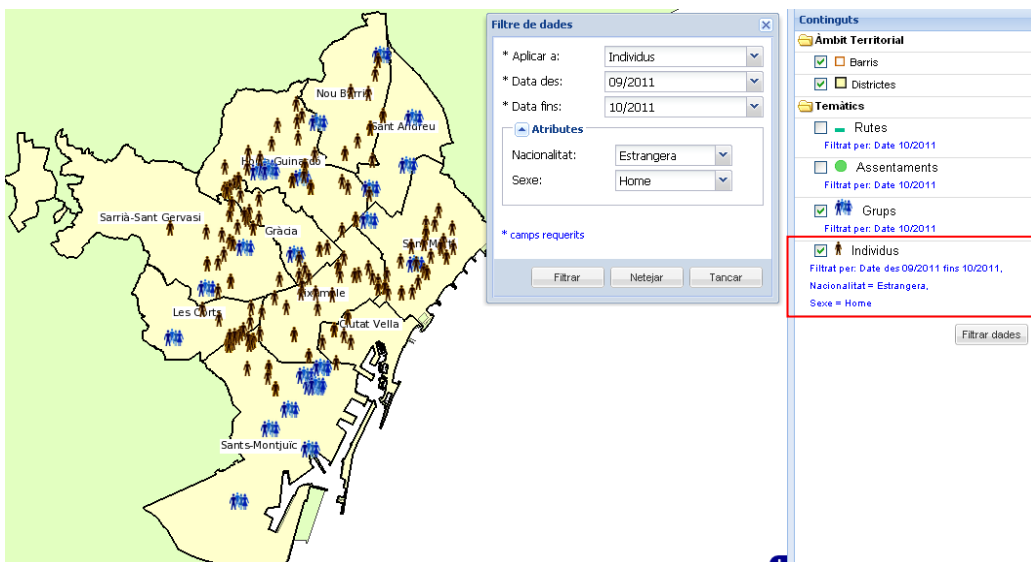 Filtre de dades
* Aplicar a: Individus
* Data des: 09/2011
* Data fins: 10/2011
Atributes
Nacionalitat: Estrangera
Sexe: Home
* camps requerits
Filtrar Netejar Tancar
Nou Barris
Sant Andreu
Horta-Guinardó
Sarrià-Sant Gervasi
Gràcia
Sant Martí
Eixample
Les Corts
Ciutat Vella
Sants-Montjuïc
Continguts
Àmbit Territorial
Barris
Districtes
Temàtics
Rutes
Filtrat per: Date 10/2011
Assentaments
Filtrat per: Date 10/2011
Grups
Filtrat per: Date 10/2011
Individus
Filtrat per: Date des 09/2011 fins 10/2011,
Nacionalitat = Estrangera,
Sexe = Home
Filtrar dades